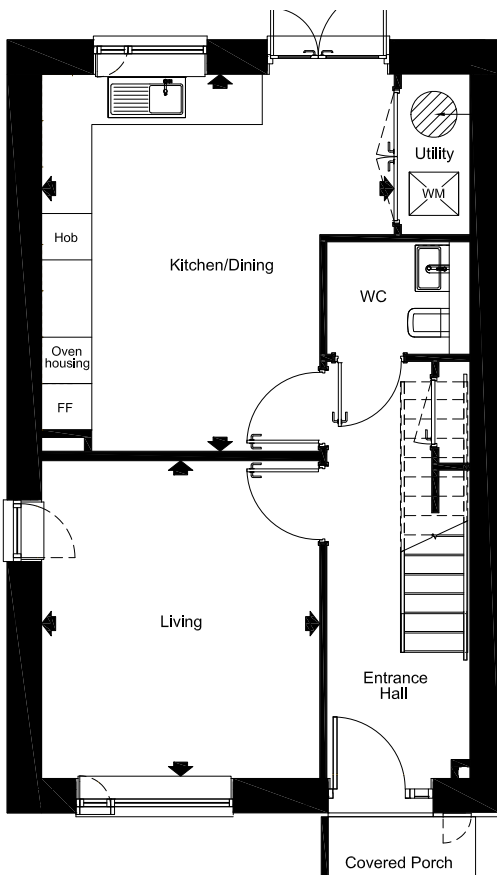 Utility
WM
Hob
Kitchen/Dining
WC
Oven
housing
FF
Living
Entrance
Hall
Covered Porch